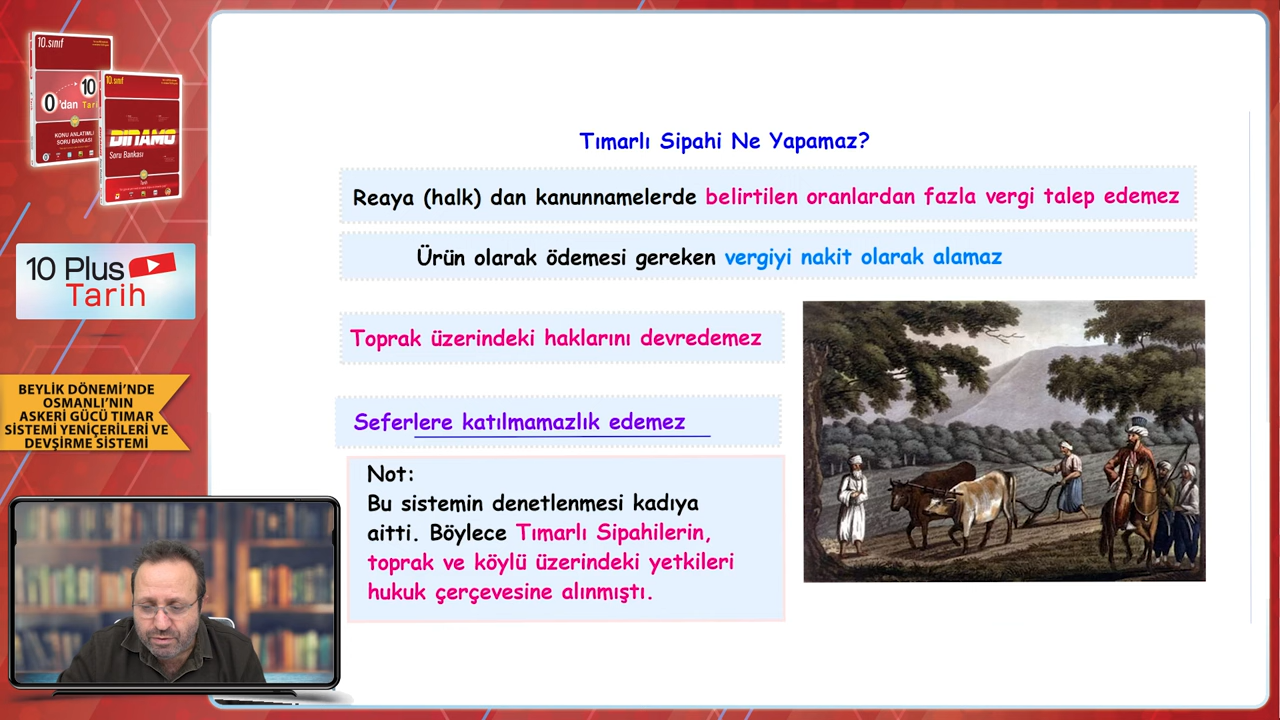 10.sınıf
0'dan 10
Tari
KONU ANLATIMLI
SORU BANKASI
10.sınıf
DINAMO
Soru Bankası
Tarih
10 Plus
Tarih
BEYLİK DÖNEMİ'NDE
OSMANLI'NIN
ASKERİ GÜCÜ TIMAR
SİSTEMİ YENİÇERİLERİ VE
DEVŞİRME SİSTEMİ
Tımarlı Sipahi Ne Yapamaz?
Reaya (halk) dan kanunnamelerde belirtilen oranlardan fazla vergi talep edemez
Ürün olarak ödemesi gereken vergiyi nakit olarak alamaz
Toprak üzerindeki haklarını devredemez
Seferlere katılmamazlık edemez
Not:
Bu sistemin denetlenmesi kadıya
aitti. Böylece Tımarlı Sipahilerin,
toprak ve köylü üzerindeki yetkileri
hukuk çerçevesine alınmıştı.